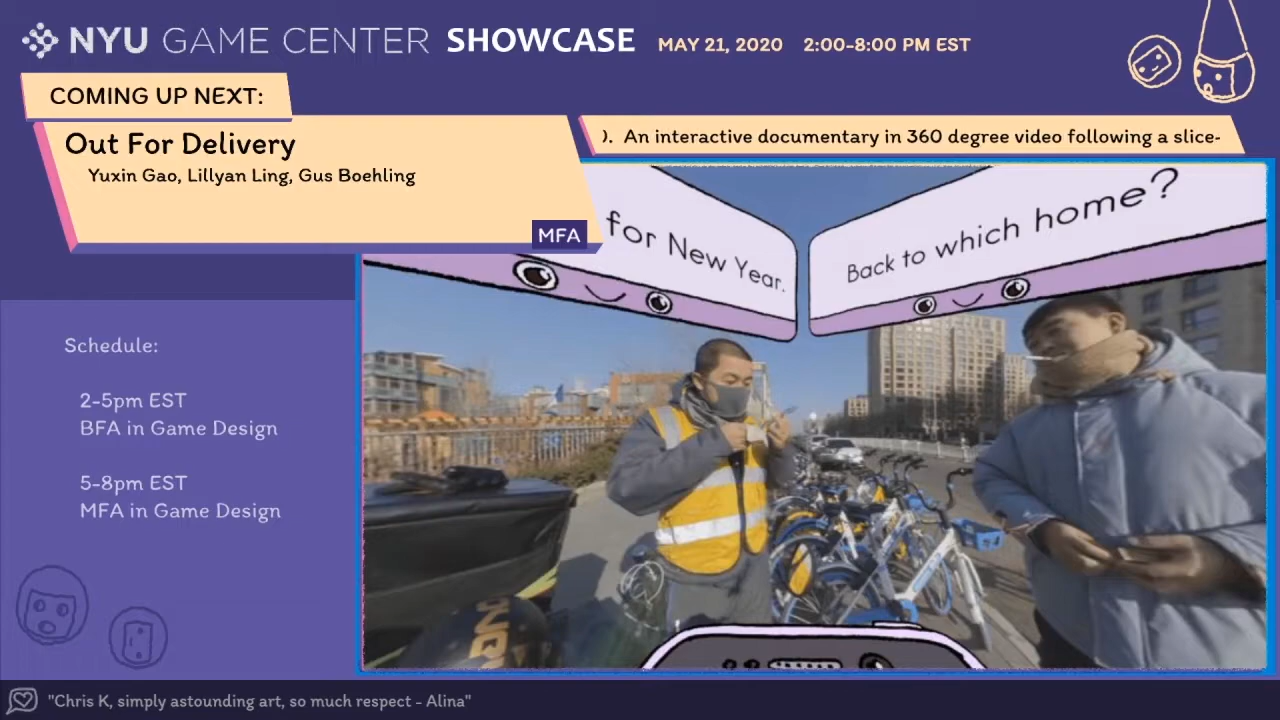 NYU GAME CENTER SHOWCASE MAY 21, 2020 2:00-8:00 PM EST
COMING UP NEXT:
Out For Delivery
Yuxin Gao, Lillyan Ling, Gus Boehling
MFA
). An interactive documentary in 360 degree video following a slice-
for New Year.
Back to which home?
Schedule:
2-5pm EST
BFA in Game Design
5-8pm EST
MFA in Game Design
"Chris K, simply astounding art, so much respect - Alina"